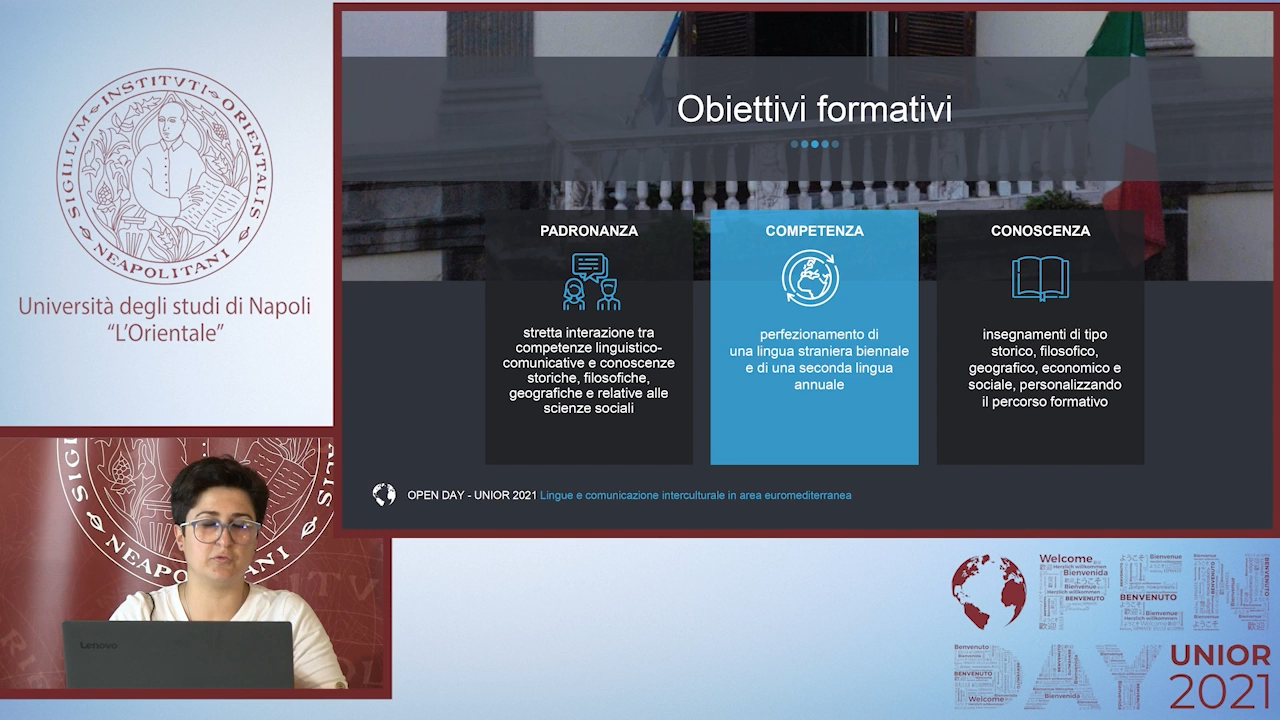 SIGILLVM INSTITVTI ORIENTALIS NEAPOLITANI
Università degli studi di Napoli
“L’Orientale”
Obiettivi formativi
PADRONANZA
stretta interazione tra
competenze linguistico-
comunicative e conoscenze
storiche, filosofiche,
geografiche e relative alle
scienze sociali
COMPETENZA
perfezionamento di
una lingua straniera biennale
e di una seconda lingua
annuale
CONOSCENZA
insegnamenti di tipo
storico, filosofico,
geografico, economico e
sociale, personalizzando
il percorso formativo
OPEN DAY - UNIOR 2021 Lingue e comunicazione interculturale in area euromediterranea
Lenovo
Welcome
Bienvenida
BENVENUTO
UNIOR
2021